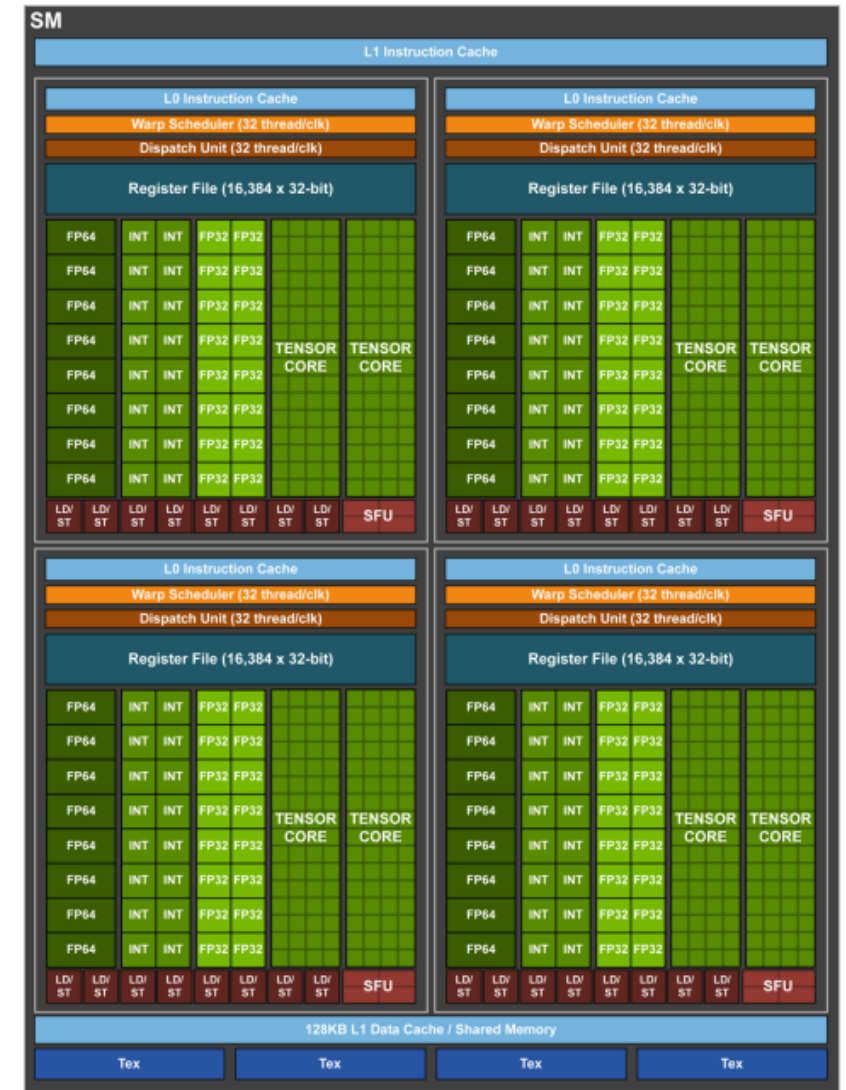 SM
L1 Instruction Cache
L0 Instruction Cache
Warp Scheduler (32 thread/clk)
Dispatch Unit (32 thread/clk)
Register File (16,384 x 32-bit)
FP64 INT INT FP32 FP32
FP64 INT INT FP32 FP32
FP64 INT INT FP32 FP32
FP64 INT INT FP32 FP32
FP64 INT INT FP32 FP32
FP64 INT INT FP32 FP32
FP64 INT INT FP32 FP32
FP64 INT INT FP32 FP32
TENSOR TENSOR
CORE CORE
LD/ LD/ LD/ LD/ LD/ LD/ LD/ LD/
ST ST ST ST ST ST ST ST
SFU
L0 Instruction Cache
Warp Scheduler (32 thread/clk)
Dispatch Unit (32 thread/clk)
Register File (16,384 x 32-bit)
FP64 INT INT FP32 FP32
FP64 INT INT FP32 FP32
FP64 INT INT FP32 FP32
FP64 INT INT FP32 FP32
FP64 INT INT FP32 FP32
FP64 INT INT FP32 FP32
FP64 INT INT FP32 FP32
FP64 INT INT FP32 FP32
TENSOR TENSOR
CORE CORE
LD/ LD/ LD/ LD/ LD/ LD/ LD/ LD/
ST ST ST ST ST ST ST ST
SFU
L0 Instruction Cache
Warp Scheduler (32 thread/clk)
Dispatch Unit (32 thread/clk)
Register File (16,384 x 32-bit)
FP64 INT INT FP32 FP32
FP64 INT INT FP32 FP32
FP64 INT INT FP32 FP32
FP64 INT INT FP32 FP32
FP64 INT INT FP32 FP32
FP64 INT INT FP32 FP32
FP64 INT INT FP32 FP32
FP64 INT INT FP32 FP32
TENSOR TENSOR
CORE CORE
LD/ LD/ LD/ LD/ LD/ LD/ LD/ LD/
ST ST ST ST ST ST ST ST
SFU
L0 Instruction Cache
Warp Scheduler (32 thread/clk)
Dispatch Unit (32 thread/clk)
Register File (16,384 x 32-bit)
FP64 INT INT FP32 FP32
FP64 INT INT FP32 FP32
FP64 INT INT FP32 FP32
FP64 INT INT FP32 FP32
FP64 INT INT FP32 FP32
FP64 INT INT FP32 FP32
FP64 INT INT FP32 FP32
FP64 INT INT FP32 FP32
TENSOR TENSOR
CORE CORE
LD/ LD/ LD/ LD/ LD/ LD/ LD/ LD/
ST ST ST ST ST ST ST ST
SFU
128KB L1 Data Cache / Shared Memory
Tex Tex Tex Tex